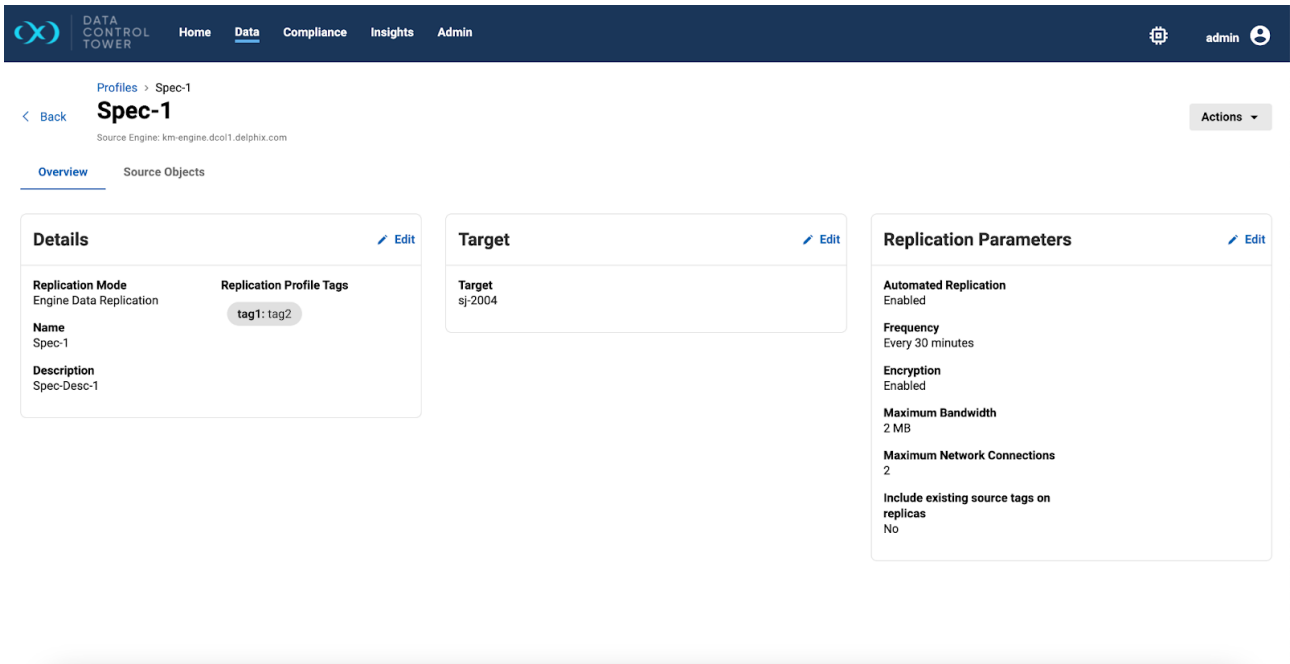 DATA
CONTROL
TOWER
Home
Data
Compliance
Insights
Admin
admin
Profiles › Spec-1
Back
Spec-1
Actions
Source Engine: km-engine.dcol1.delphix.com
Overview
Source Objects
Details
Edit
Replication Mode
Engine Data Replication
Name
Spec-1
Description
Spec-Desc-1
Replication Profile Tags
tag1: tag2
Target
Edit
Target
sj-2004
Replication Parameters
Edit
Automated Replication
Enabled
Frequency
Every 30 minutes
Encryption
Enabled
Maximum Bandwidth
2 MB
Maximum Network Connections
2
Include existing source tags on
replicas
No